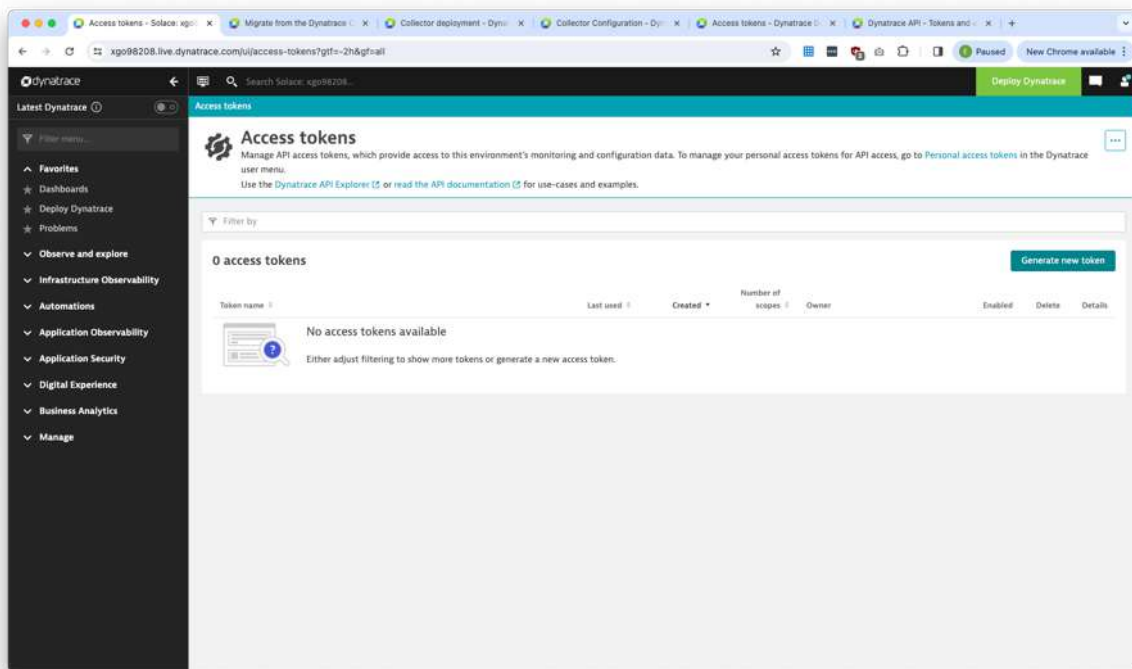 Access tokens - Solace: xgo
Migrate from the Dynatrace C
Collector deployment - Dyna
Collector Configuration - Dy
Access tokens - Dynatrace D
Dynatrace API - Tokens and
xgo98208.live.dynatrace.com/ui/access-tokens?gtf=-2h&gf=all
Paused
New Chrome available
dynatrace
Search Solace: xgo98208...
Deploy Dynatrace
Latest Dynatrace
Access tokens
Filter menu...
Favorites
Dashboards
Deploy Dynatrace
Problems
Observe and explore
Infrastructure Observability
Automations
Application Observability
Application Security
Digital Experience
Business Analytics
Manage
Access tokens
Manage API access tokens, which provide access to this environment's monitoring and configuration data. To manage your personal access tokens for API access, go to Personal access tokens in the Dynatrace
user menu.
Use the Dynatrace API Explorer or read the API documentation for use-cases and examples.
Filter by
0 access tokens
Generate new token
Token name
Last used
Created
Number of
scopes
Owner
Enabled
Delete
Details
No access tokens available
Either adjust filtering to show more tokens or generate a new access token.